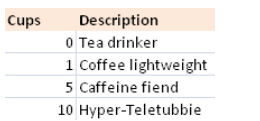 Cups Description
0 Tea drinker
1 Coffee lightweight
5 Caffeine fiend
10 Hyper-Teletubbie